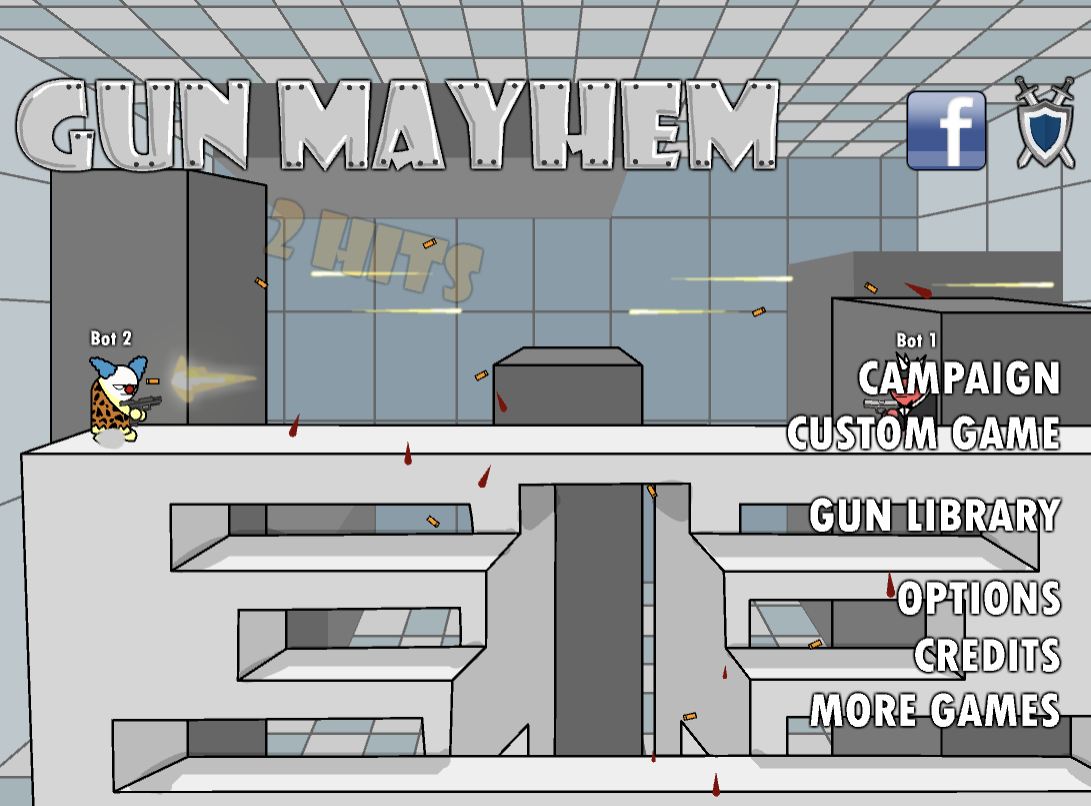 GUN MAYHEM
f
2 HITS
Bot 2
Bot 1
CAMPAIGN
CUSTOM GAME
GUN LIBRARY
OPTIONS
CREDITS
MORE GAMES